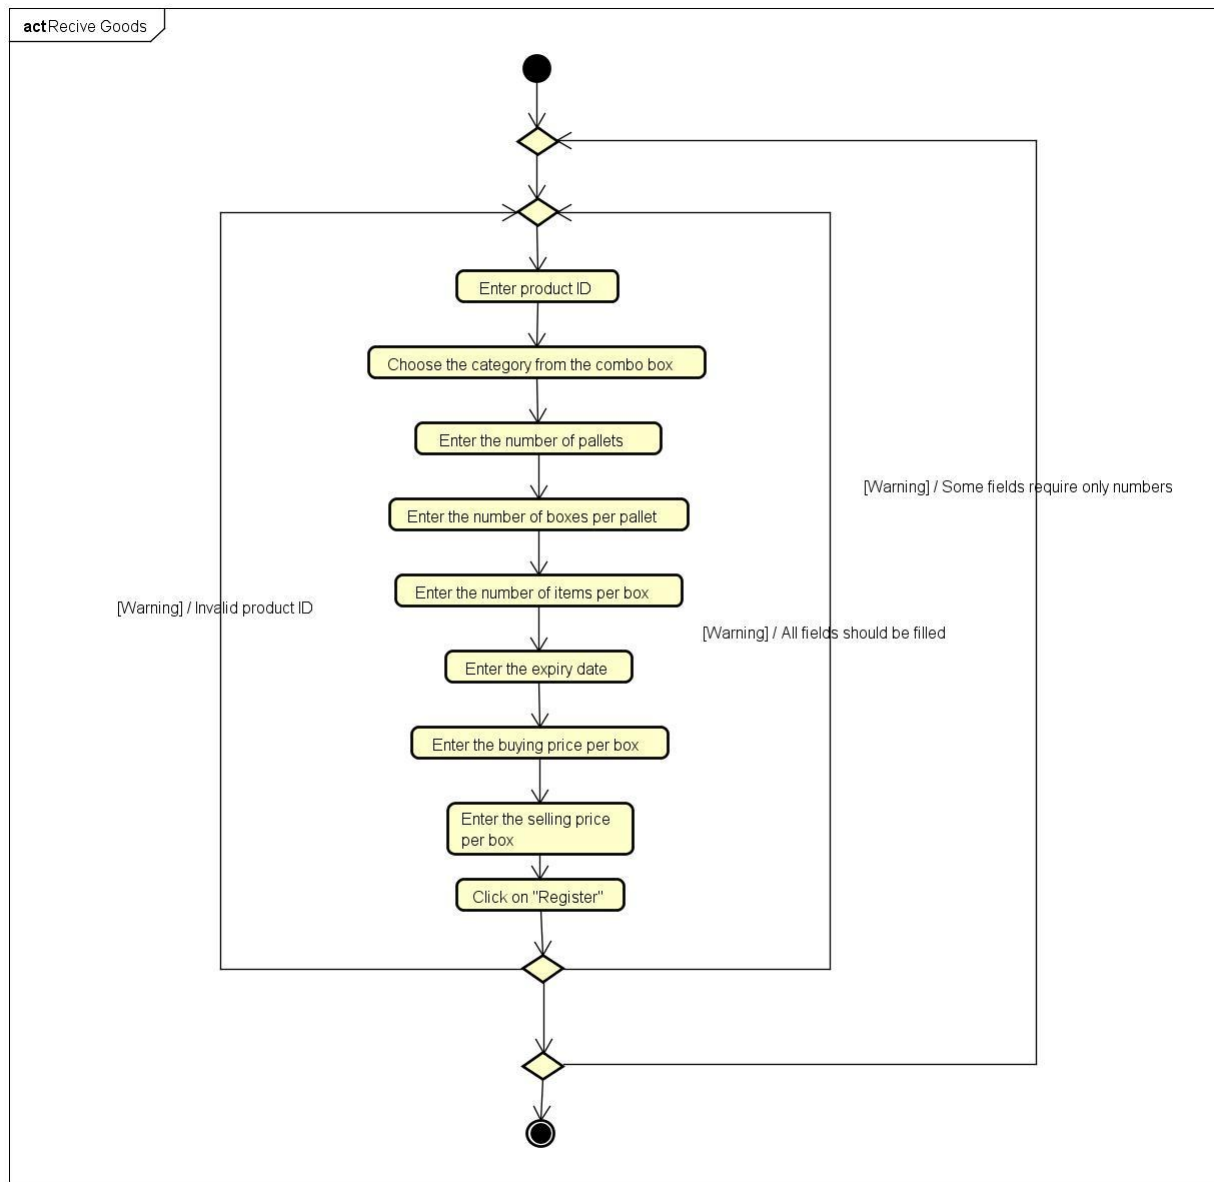 act Recive Goods
Enter product ID
Choose the category from the combo box
Enter the number of pallets
[Warning] / Some fields require only numbers
Enter the number of boxes per pallet
Enter the number of items per box
[Warning] / Invalid product ID
[Warning] / All fields should be filled
Enter the expiry date
Enter the buying price per box
Enter the selling price
per box
Click on "Register"